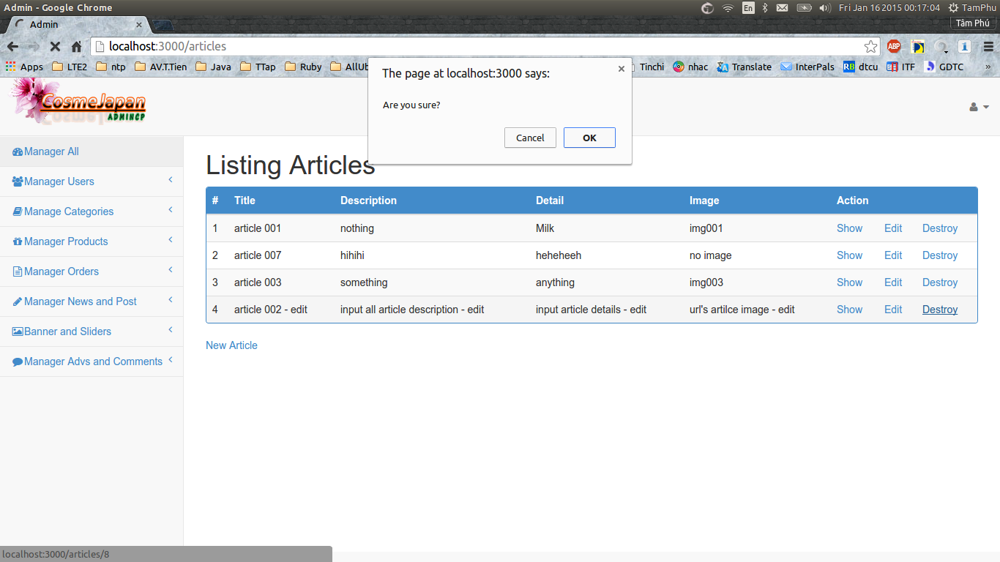 Admin - Google Chrome
En
Fri Jan 16 2015 00:17:04
TamPhu
Admin
Tâm Phú
localhost:3000/articles
ABP
Apps LTE2 ntp AV.T.Tien Java TTap Ruby AllUb Tinchi nhac Translate InterPals RB dtcu ITF GDTC »
The page at localhost:3000 says:
Are you sure?
Cancel OK
CosmeJapan
ADMINCP
Manager All
Manager Users
Manage Categories
Manager Products
Manager Orders
Manager News and Post
Banner and Sliders
Manager Advs and Comments
Listing Articles
# Title Description Detail Image Action
1 article 001 nothing Milk img001 Show Edit Destroy
2 article 007 hihihi heheheeh no image Show Edit Destroy
3 article 003 something anything img003 Show Edit Destroy
4 article 002 - edit input all article description - edit input article details - edit url's artilce image - edit Show Edit Destroy
New Article
localhost:3000/articles/8